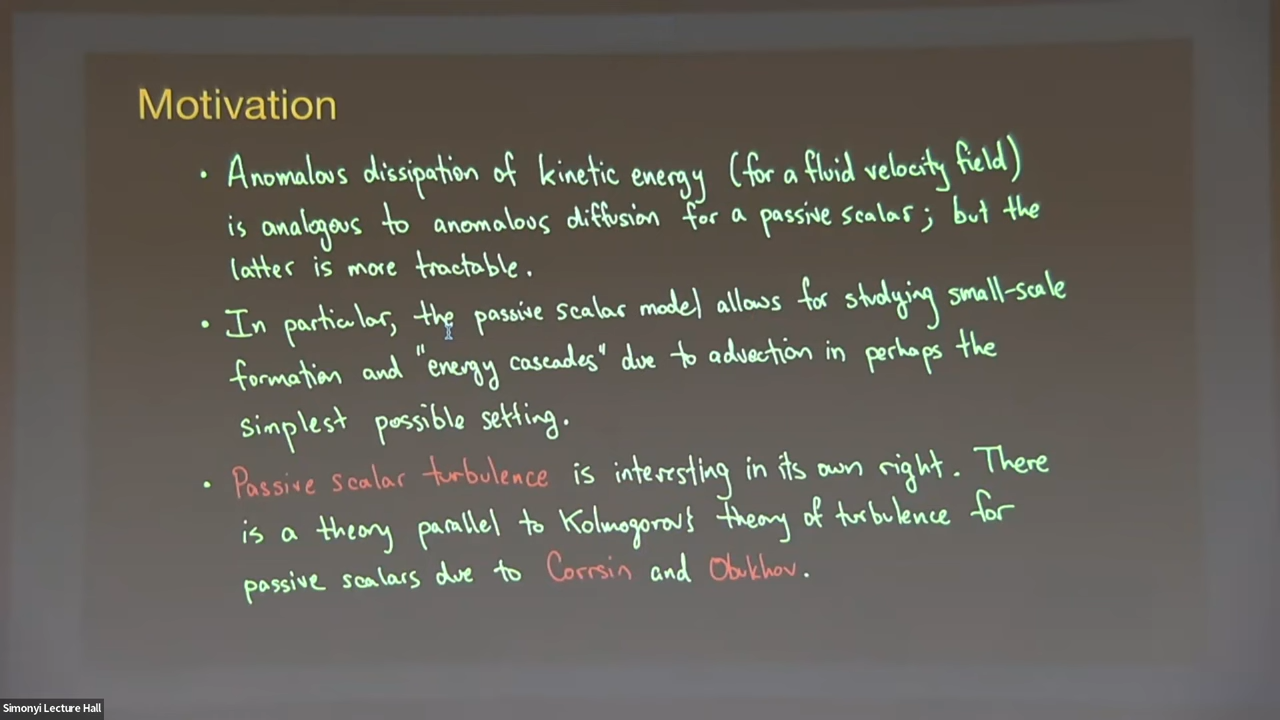 Motivation
• Anomalous dissipation of kinetic energy (for a fluid velocity field)
is analogous to anomalous diffusion for a passive scalar; but the
latter is more tractable.
• In particular, the passive scalar model allows for studying small-scale
formation and "energy cascades" due to advection in perhaps the
simplest possible setting.
• Passive scalar turbulence is interesting in its own right. There
is a theory parallel to Kolmogorov's theory of turbulence for
passive scalars due to Corrsin and Obukhov.
Simonyi Lecture Hall